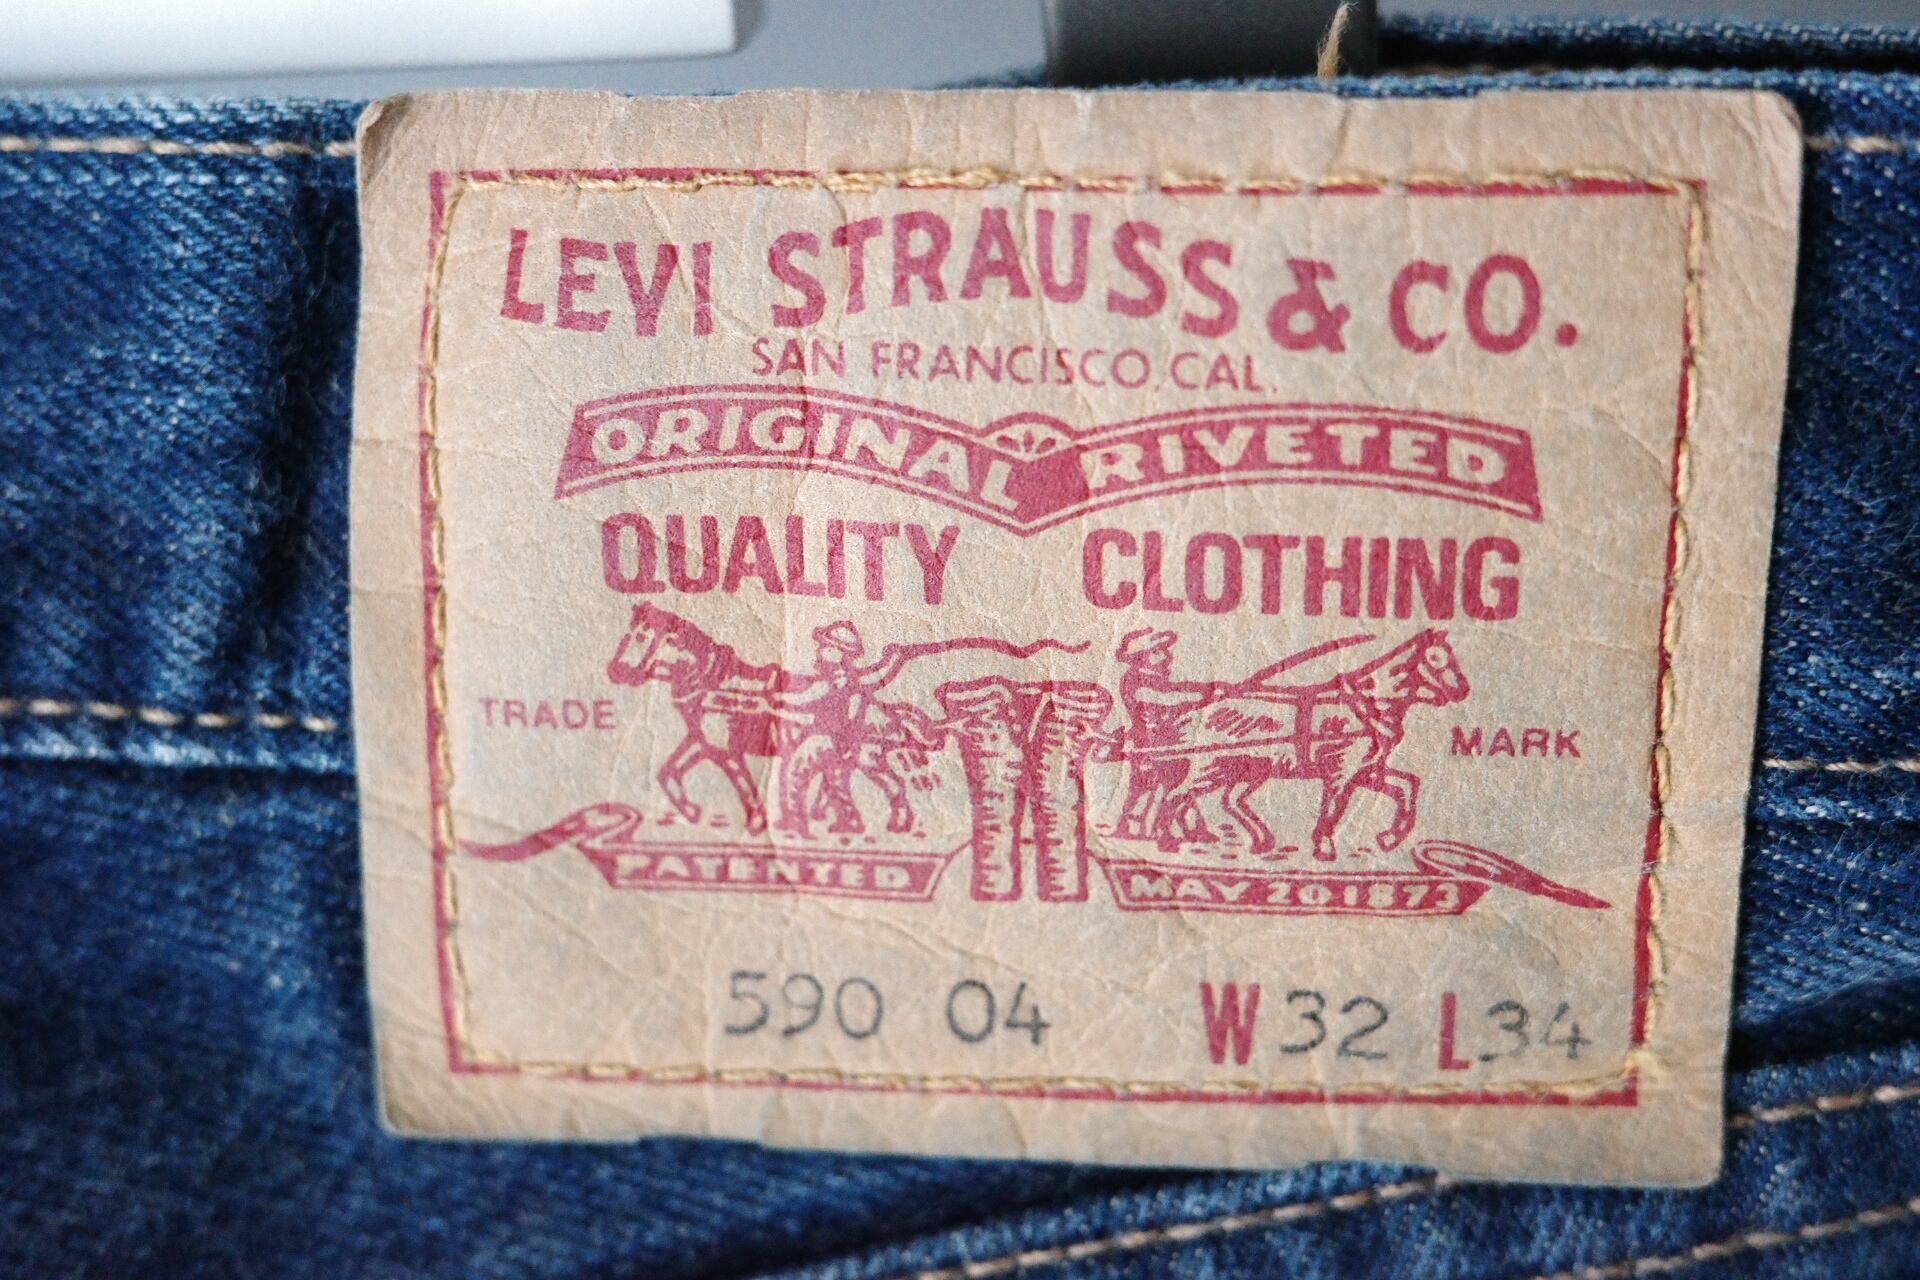 LEVI STRAUSS & CO.
SAN FRANCISCO, CAL.
ORIGINAL RIVETED
QUALITY CLOTHING
TRADE MARK
PATENTED MAY 20 1873
590 04 W32 L34